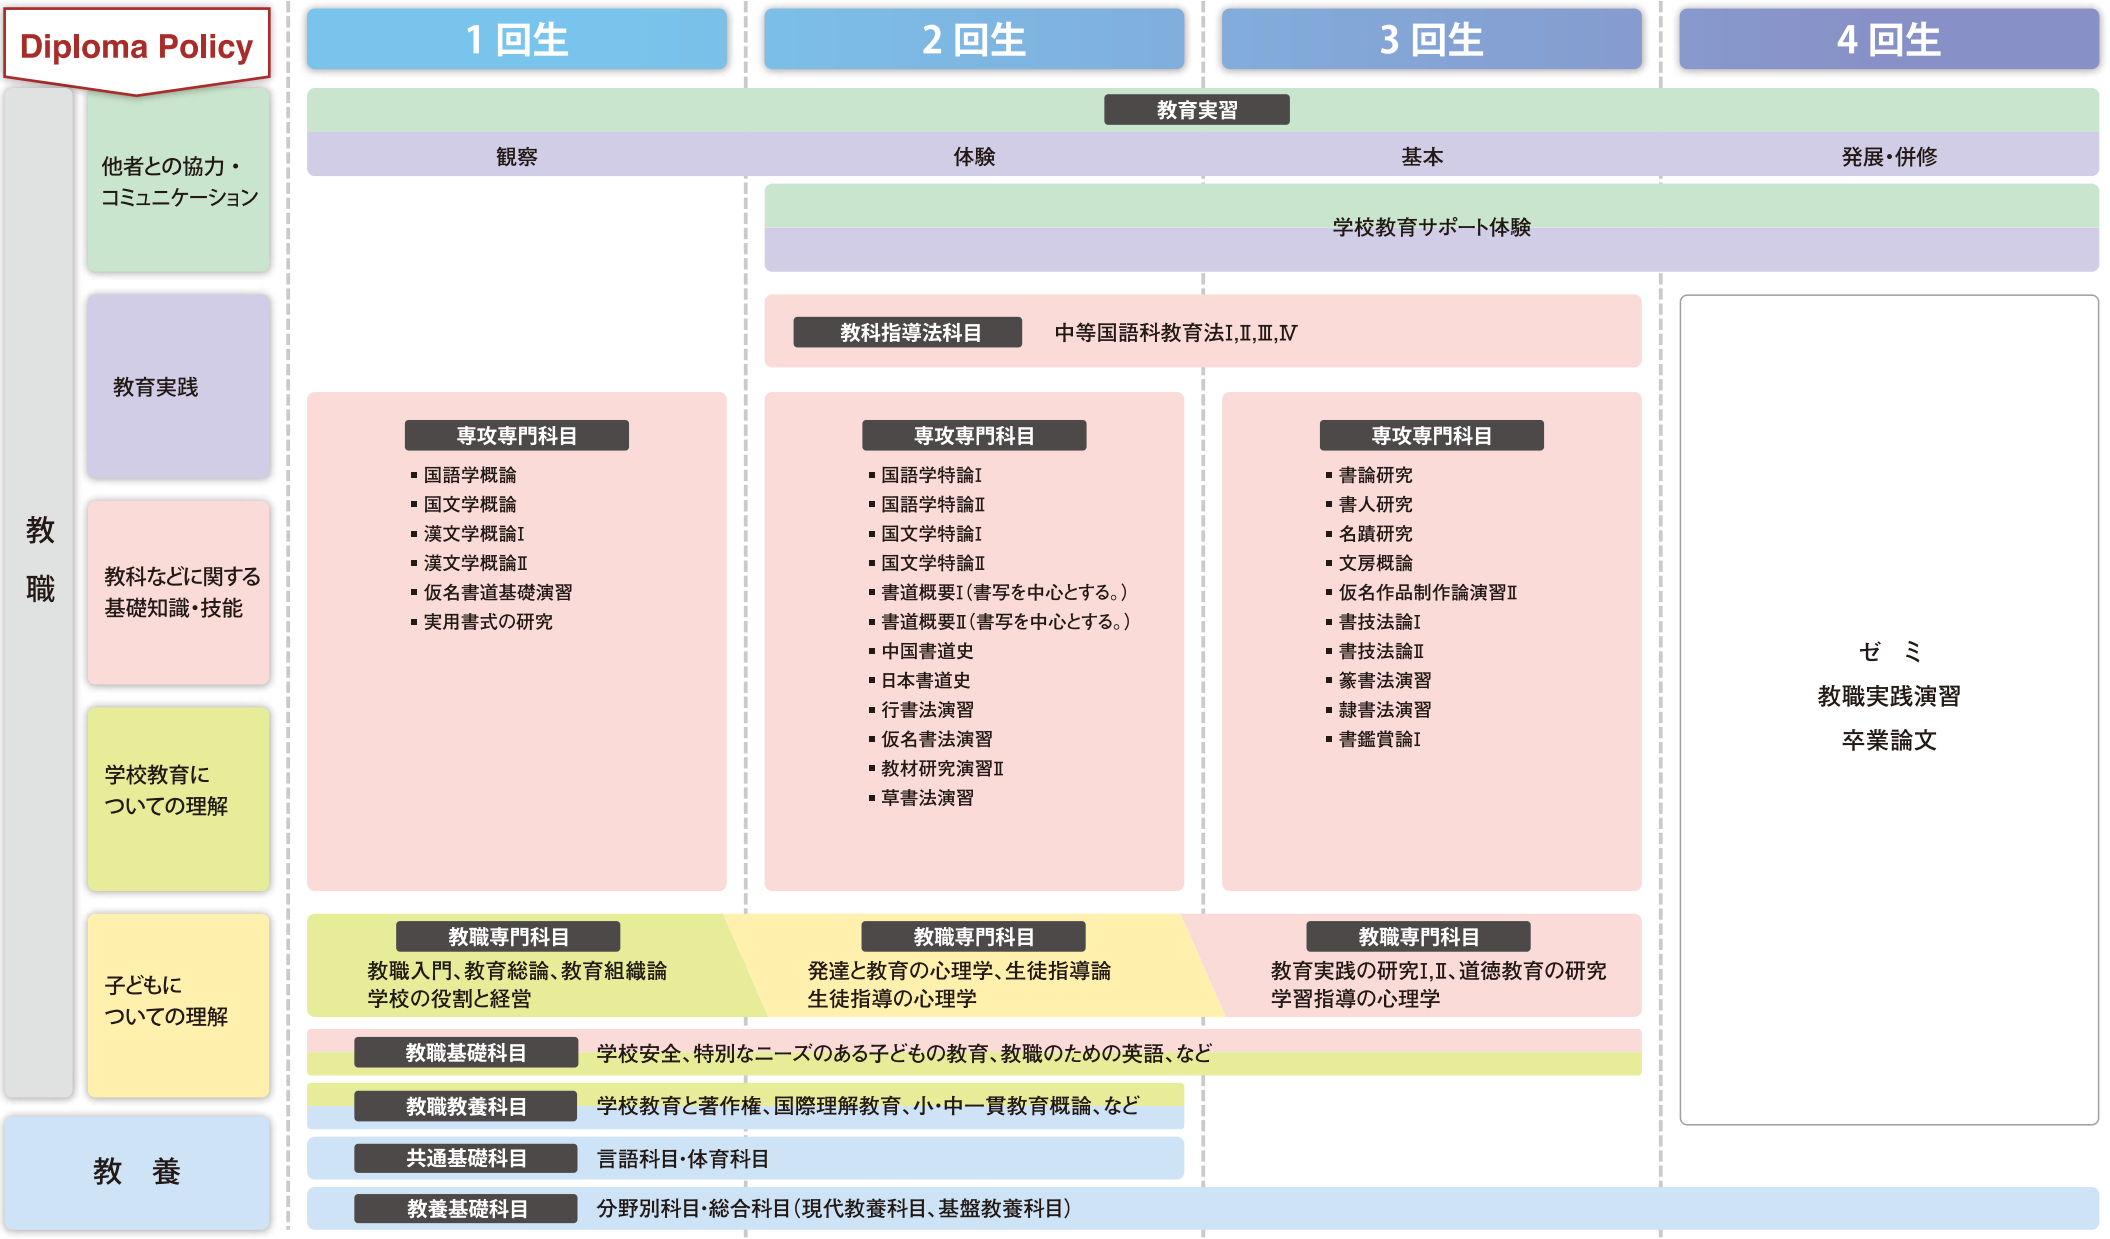 Diploma Policy
1 回生
2 回生
3 回生
4 回生
教職
他者との協力・
コミュニケーション
教育実践
教科などに関する
基礎知識・技能
学校教育に
ついての理解
子どもに
ついての理解
教 養
教育実習
観察
体験
基本
発展・併修
学校教育サポート体験
教科指導法科目
中等国語科教育法Ⅰ,Ⅱ,Ⅲ,Ⅳ
専攻専門科目
▪ 国語学概論
▪ 国文学概論
▪ 漢文学概論Ⅰ
▪ 漢文学概論Ⅱ
▪ 仮名書道基礎演習
▪ 実用書式の研究
専攻専門科目
▪ 国語学特論Ⅰ
▪ 国語学特論Ⅱ
▪ 国文学特論Ⅰ
▪ 国文学特論Ⅱ
▪ 書道概要Ⅰ（書写を中心とする。）
▪ 書道概要Ⅱ（書写を中心とする。）
▪ 中国書道史
▪ 日本書道史
▪ 行書法演習
▪ 仮名書法演習
▪ 教材研究演習Ⅱ
▪ 草書法演習
専攻専門科目
▪ 書論研究
▪ 書人研究
▪ 名蹟研究
▪ 文房概論
▪ 仮名作品制作論演習Ⅱ
▪ 書技法論Ⅰ
▪ 書技法論Ⅱ
▪ 篆書法演習
▪ 隷書法演習
▪ 書鑑賞論Ⅰ
ゼ ミ
教職実践演習
卒業論文
教職専門科目
教職入門、教育総論、教育組織論
学校の役割と経営
教職専門科目
発達と教育の心理学、生徒指導論
生徒指導の心理学
教職専門科目
教育実践の研究Ⅰ,Ⅱ、道徳教育の研究
学習指導の心理学
教職基礎科目
学校安全、特別なニーズのある子どもの教育、教職のための英語、など
教職教養科目
学校教育と著作権、国際理解教育、小・中一貫教育概論、など
共通基礎科目
言語科目・体育科目
教養基礎科目
分野別科目・総合科目（現代教養科目、基盤教養科目）